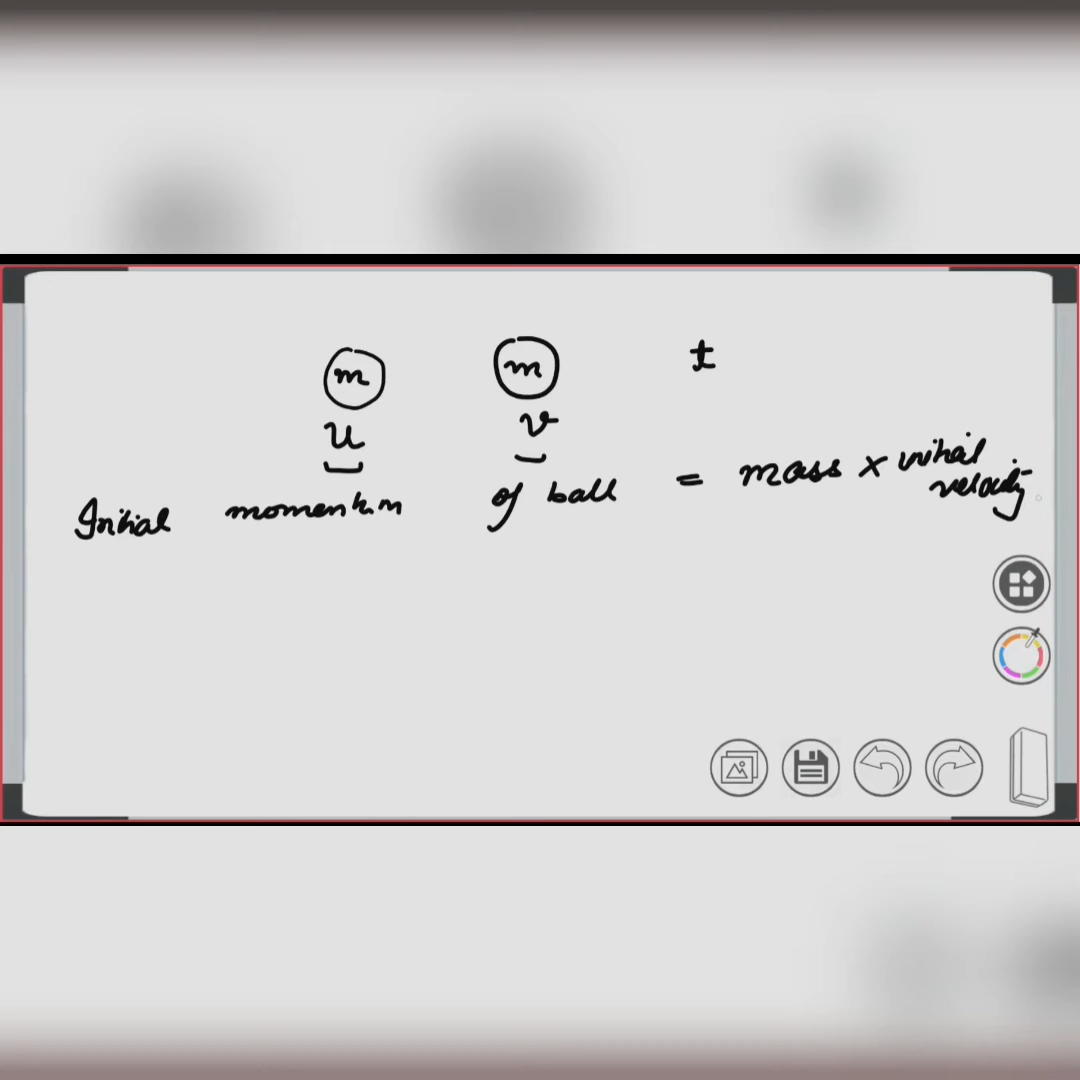 m m t
u v
Initial momentum of ball = mass × initial velocity